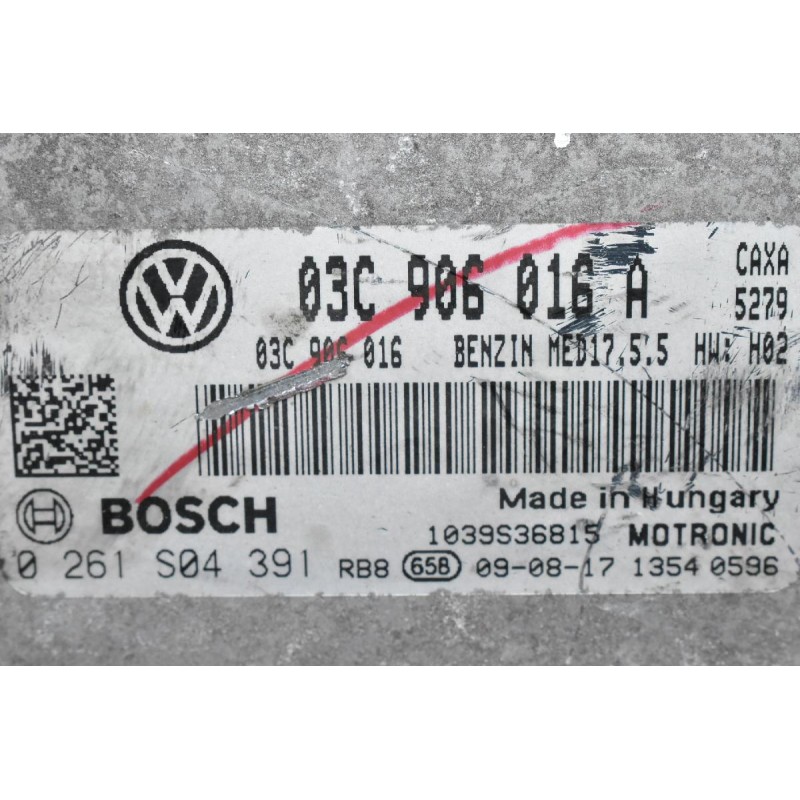 03C 906 016 A
CAXA
5279
03C 906 016 BENZIN MED17.5.5 HW: H02
BOSCH
Made in Hungary
1039S36815 MOTRONIC
0 261 S04 391 RB8 658 09-08-17 1354 0596